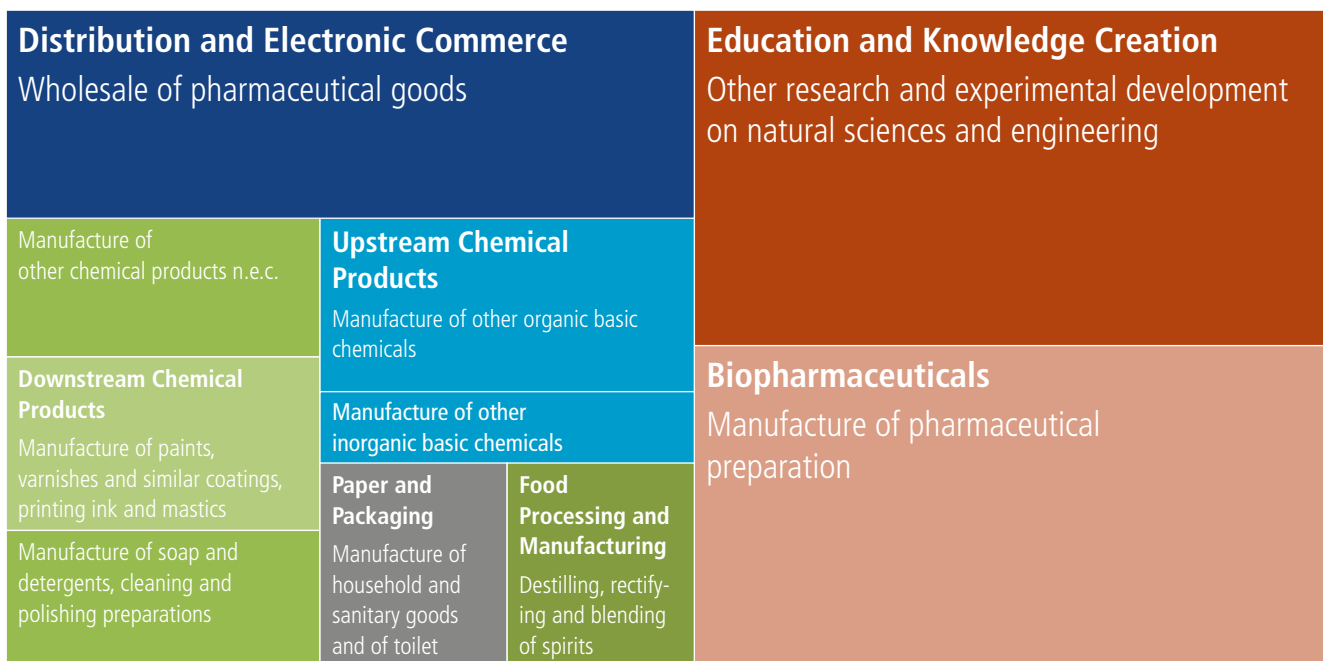 Distribution and Electronic Commerce
Wholesale of pharmaceutical goods
Education and Knowledge Creation
Other research and experimental development
on natural sciences and engineering
Manufacture of
other chemical products n.e.c.
Upstream Chemical
Products
Manufacture of other organic basic
chemicals
Downstream Chemical
Products
Manufacture of paints,
varnishes and similar coatings,
printing ink and mastics
Manufacture of other
inorganic basic chemicals
Biopharmaceuticals
Manufacture of pharmaceutical
preparation
Manufacture of soap and
detergents, cleaning and
polishing preparations
Paper and
Packaging
Manufacture of
household and
sanitary goods
and of toilet
Food
Processing and
Manufacturing
Destilling, rectify-
ing and blending
of spirits